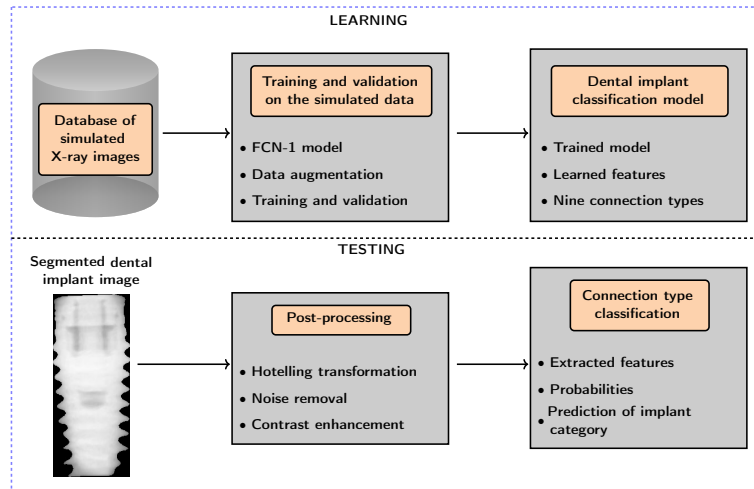 LEARNING
Database of
simulated
X-ray images
Training and validation
on the simulated data
• FCN-1 model
• Data augmentation
• Training and validation
Dental implant
classification model
• Trained model
• Learned features
• Nine connection types
TESTING
Segmented dental
implant image
Post-processing
• Hotelling transformation
• Noise removal
• Contrast enhancement
Connection type
classification
• Extracted features
• Probabilities
• Prediction of implant
category